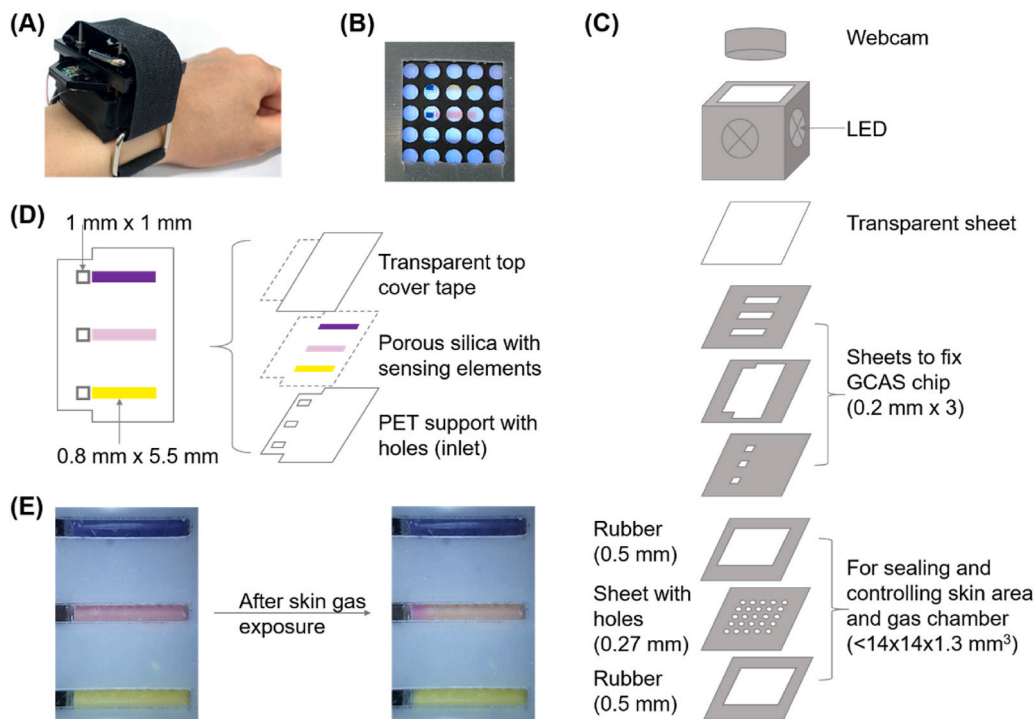 (A)
(B)
(C)
Webcam
LED
Transparent sheet
Sheets to fix
GCAS chip
(0.2 mm x 3)
Rubber
(0.5 mm)
Sheet with
holes
(0.27 mm)
Rubber
(0.5 mm)
For sealing and
controlling skin area
and gas chamber
(<14x14x1.3 mm³)
(D)
1 mm x 1 mm
0.8 mm x 5.5 mm
Transparent top
cover tape
Porous silica with
sensing elements
PET support with
holes (inlet)
(E)
After skin gas
exposure